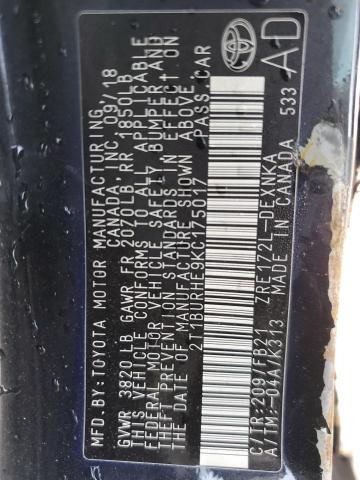 MFD. BY: TOYOTA MOTOR MANUFACTURING
CANADA INC. 09/18
GVWR 3820LB GAWR FR 2070LB RR 1850LB
THIS VEHICLE CONFORMS TO ALL APPLICABLE
FEDERAL MOTOR VEHICLE SAFETY, BUMPER, AND
THEFT PREVENTION STANDARDS IN EFFECT ON
THE DATE OF MANUFACTURE SHOWN ABOVE.
2T1BURHE9KC175017 PASS. CAR
C/TR: 209/FB21 ZRE172L-DEXNKA
A/TM: -04A/K313 MADE IN CANADA
533
AD